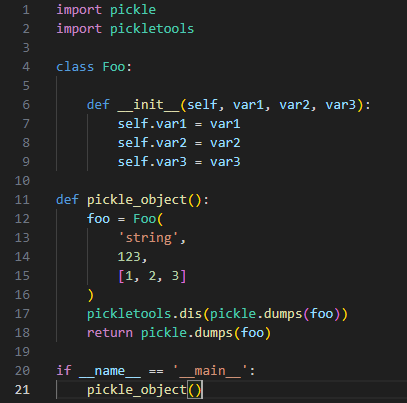 1 import pickle
2 import pickletools
3
4 class Foo:
5
6     def __init__(self, var1, var2, var3):
7         self.var1 = var1
8         self.var2 = var2
9         self.var3 = var3
10
11 def pickle_object():
12     foo = Foo(
13         'string',
14         123,
15         [1, 2, 3]
16     )
17     pickletools.dis(pickle.dumps(foo))
18     return pickle.dumps(foo)
19
20 if __name__ == '__main__':
21     pickle_object()